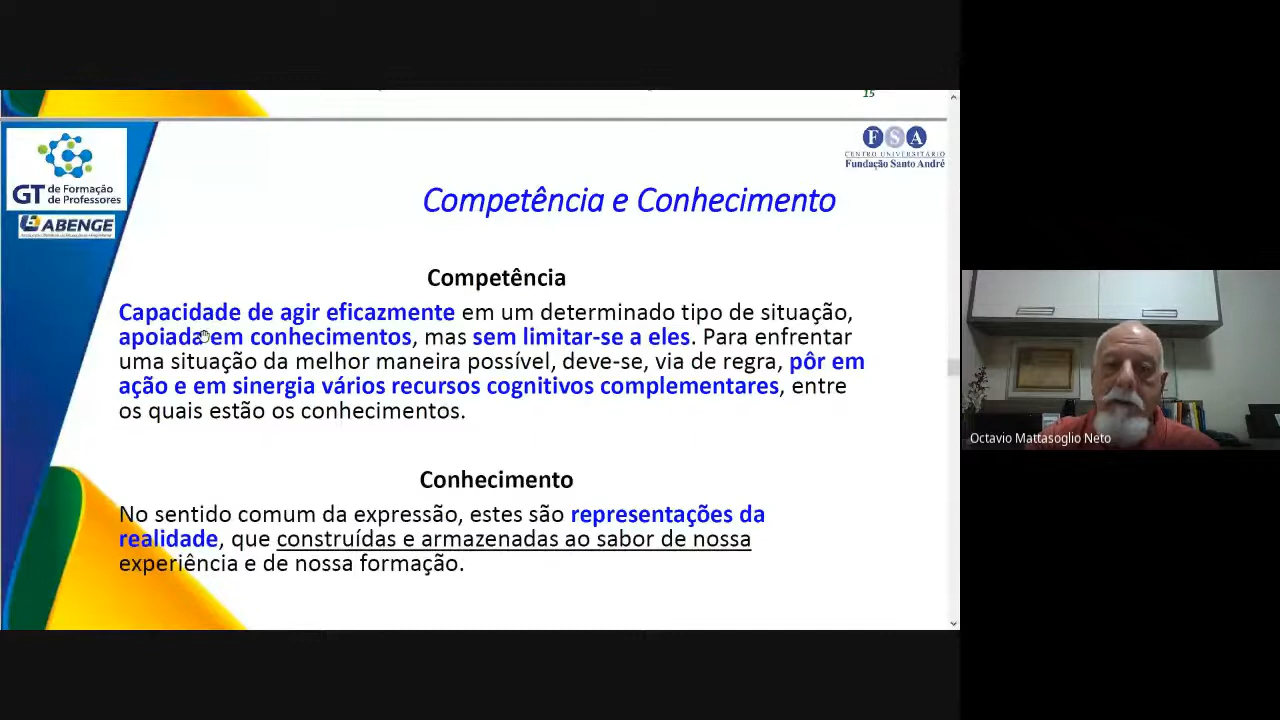 15
GT de Formação
de Professores
ABENGE
F S A
CENTRO UNIVERSITÁRIO
Fundação Santo André
Competência e Conhecimento
Competência
Capacidade de agir eficazmente em um determinado tipo de situação,
apoiada em conhecimentos, mas sem limitar-se a eles. Para enfrentar
uma situação da melhor maneira possível, deve-se, via de regra, pôr em
ação e em sinergia vários recursos cognitivos complementares, entre
os quais estão os conhecimentos.
Conhecimento
No sentido comum da expressão, estes são representações da
realidade, que construídas e armazenadas ao sabor de nossa
experiência e de nossa formação.
Octavio Mattasoglio Neto